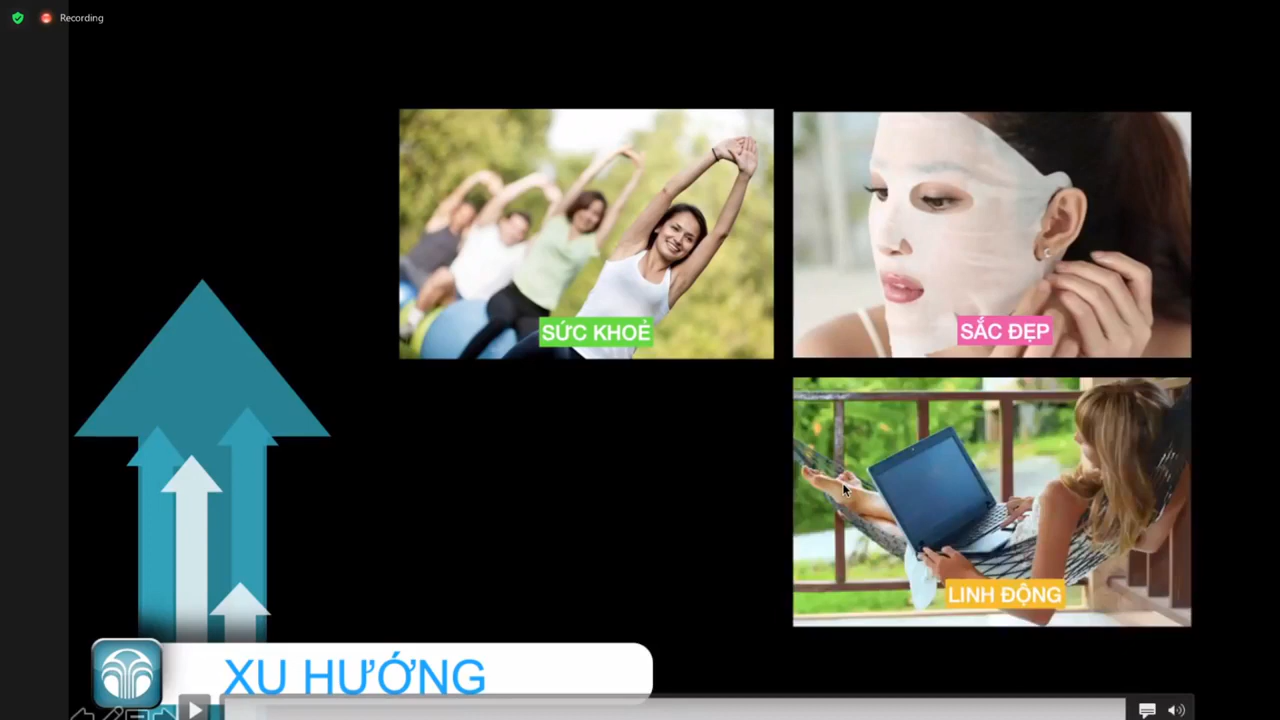 Recording
SỨC KHOẺ
SẮC ĐẸP
LINH ĐỘNG
XU HƯỚNG